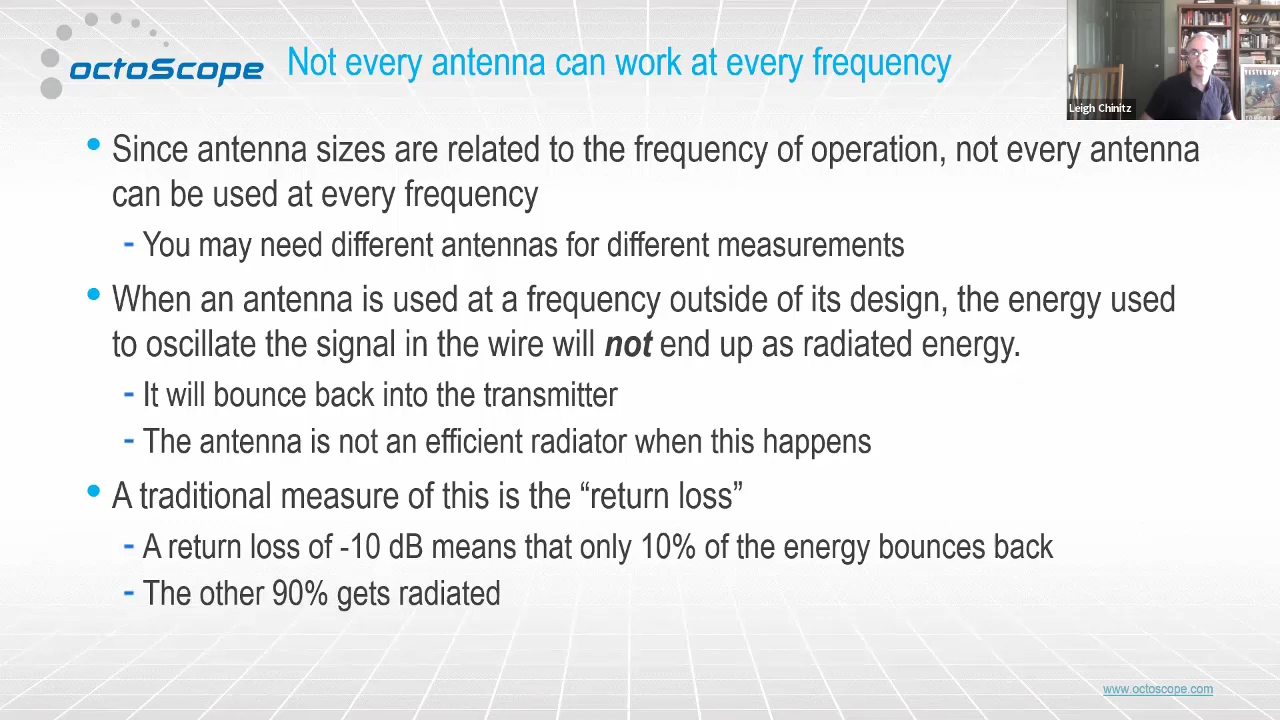 octoScope
Not every antenna can work at every frequency
Leigh Chinitz
YESTERDAY
• Since antenna sizes are related to the frequency of operation, not every antenna
can be used at every frequency
- You may need different antennas for different measurements
• When an antenna is used at a frequency outside of its design, the energy used
to oscillate the signal in the wire will not end up as radiated energy.
- It will bounce back into the transmitter
- The antenna is not an efficient radiator when this happens
• A traditional measure of this is the “return loss”
- A return loss of -10 dB means that only 10% of the energy bounces back
- The other 90% gets radiated
www.octoscope.com